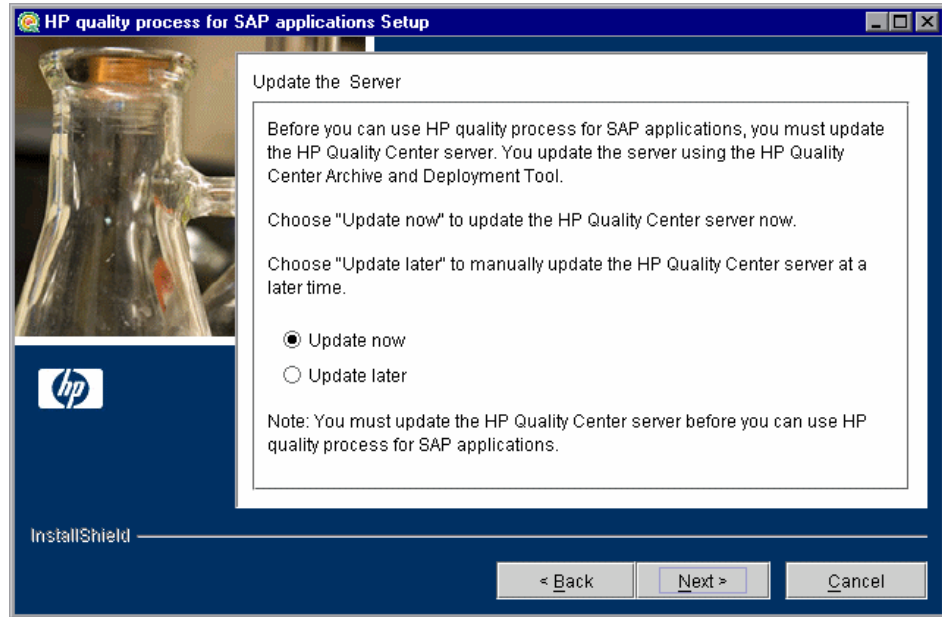 HP quality process for SAP applications Setup
Update the Server
Before you can use HP quality process for SAP applications, you must update
the HP Quality Center server. You update the server using the HP Quality
Center Archive and Deployment Tool.
Choose "Update now" to update the HP Quality Center server now.
Choose "Update later" to manually update the HP Quality Center server at a
later time.
Update now
Update later
hp
Note: You must update the HP Quality Center server before you can use HP
quality process for SAP applications.
InstallShield
< Back
Next >
Cancel